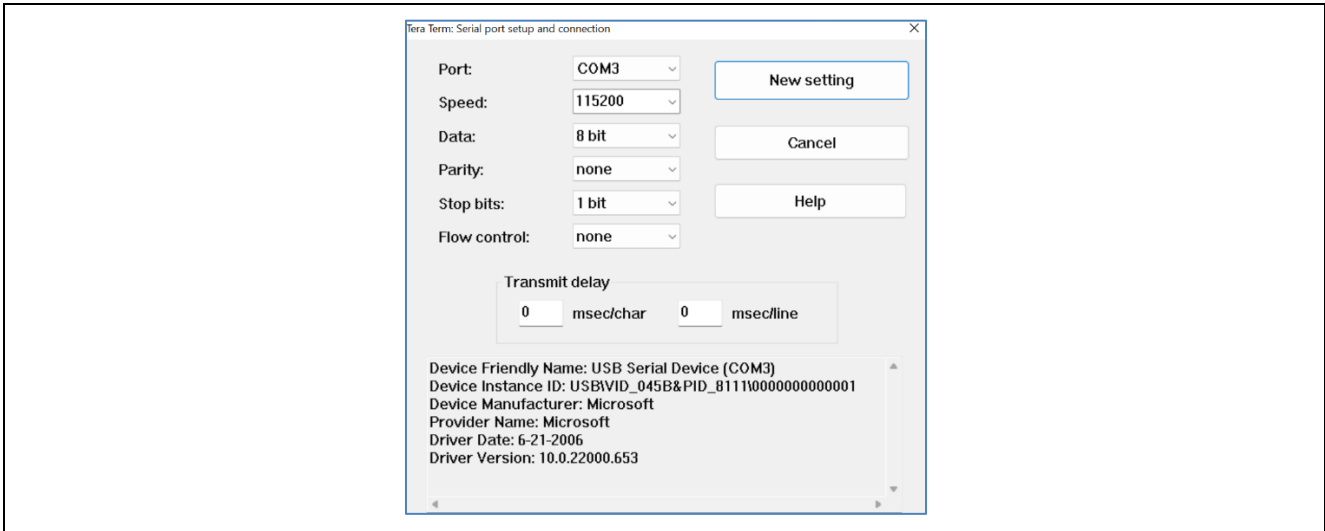 Tera Term: Serial port setup and connection
Port: COM3
New setting
Speed: 115200
Data: 8 bit
Cancel
Parity: none
Stop bits: 1 bit
Help
Flow control: none
Transmit delay
0 msec/char 0 msec/line
Device Friendly Name: USB Serial Device (COM3)
Device Instance ID: USB\VID_045B&PID_8111\0000000000001
Device Manufacturer: Microsoft
Provider Name: Microsoft
Driver Date: 6-21-2006
Driver Version: 10.0.22000.653